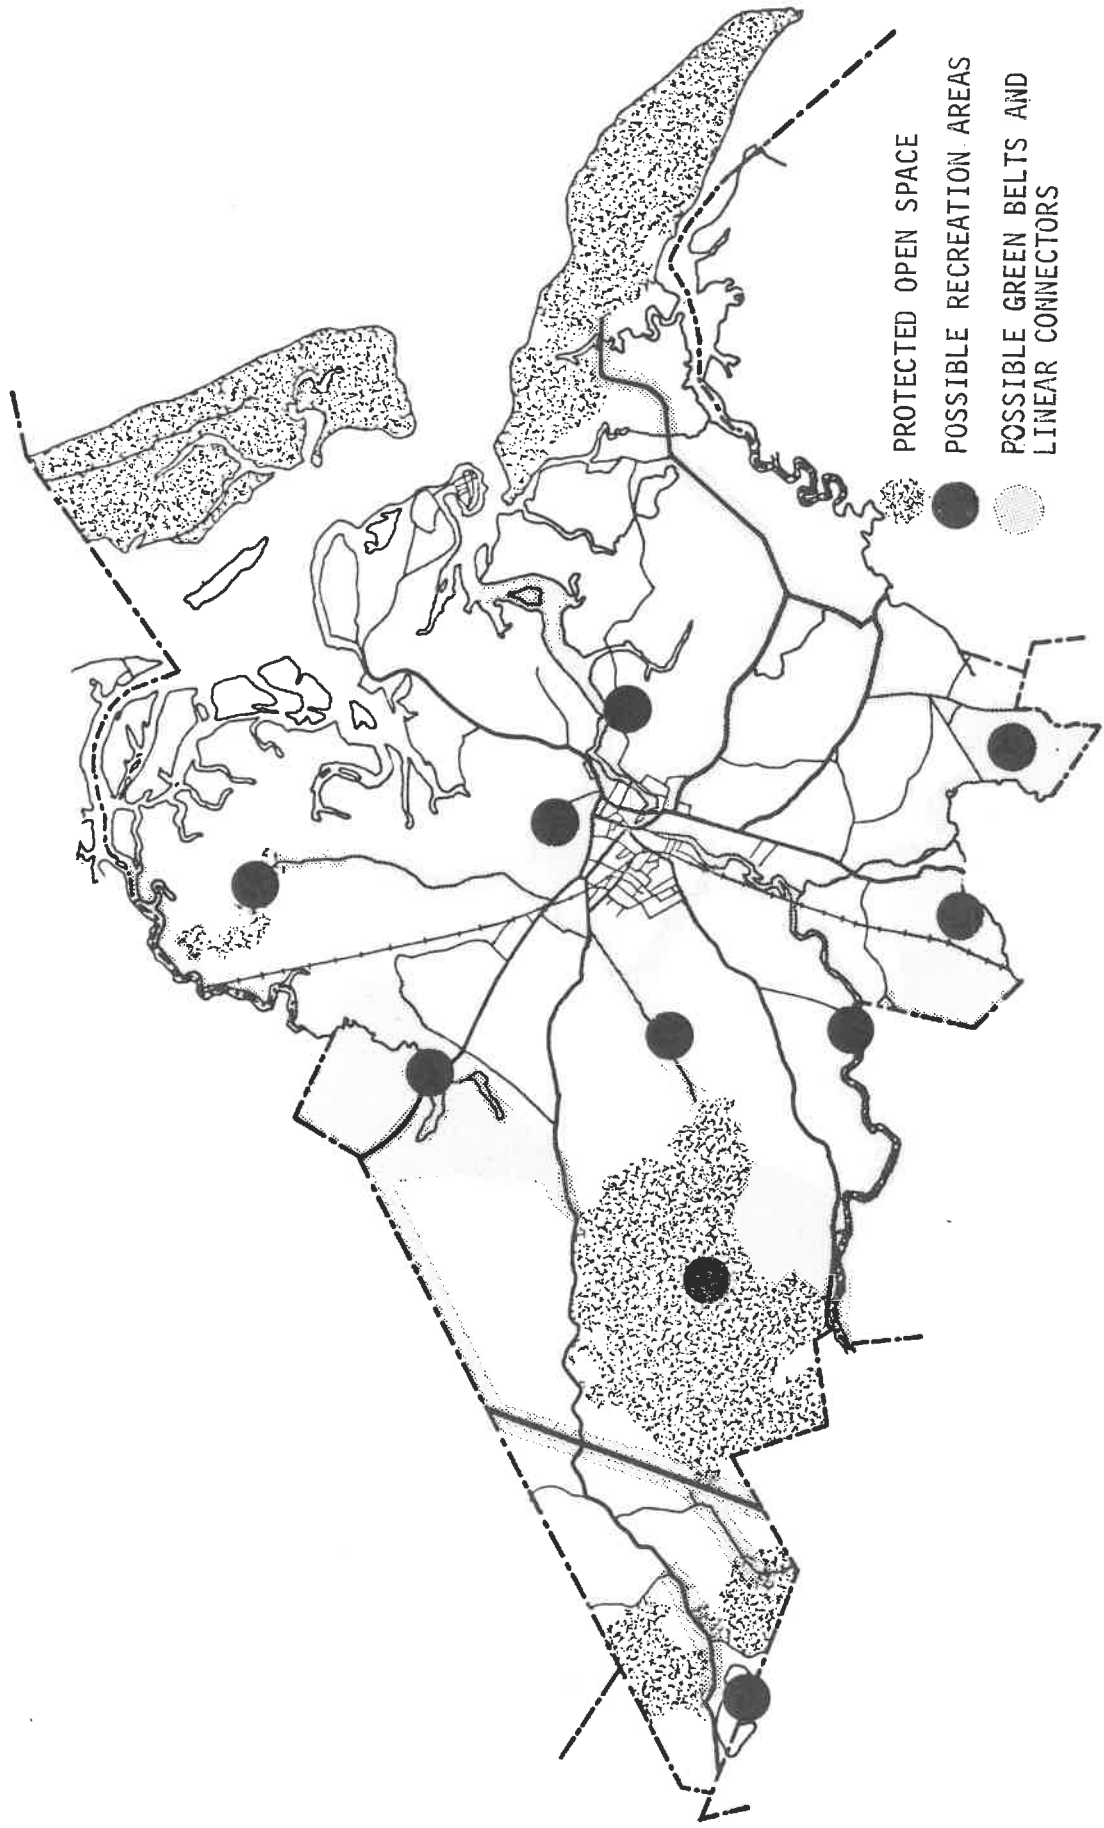 PROTECTED OPEN SPACE
POSSIBLE RECREATION AREAS
POSSIBLE GREEN BELTS AND
LINEAR CONNECTORS